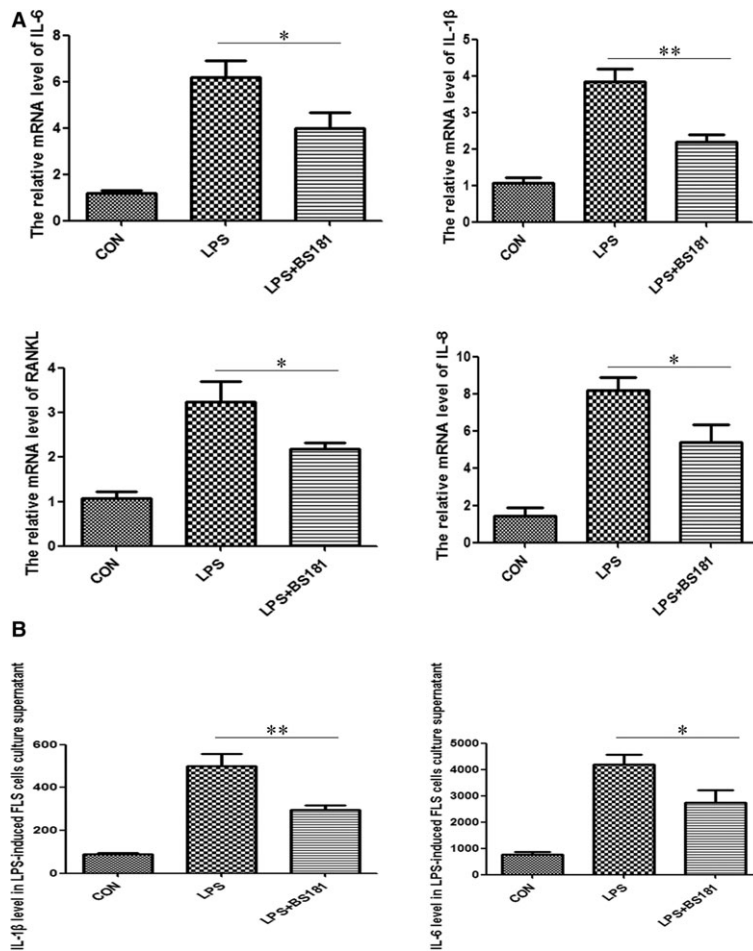 A
The relative mRNA level of IL-6
8
6
4
2
0
*
CON
LPS
LPS+BS181
The relative mRNA level of IL-1β
5
4
3
2
1
0
**
CON
LPS
LPS+BS181
The relative mRNA level of RANKL
4
3
2
1
0
*
CON
LPS
LPS+BS181
The relative mRNA level of IL-8
10
8
6
4
2
0
*
CON
LPS
LPS+BS181
B
IL-1β level in LPS-induced FLS cells culture supernatant
600
400
200
0
**
CON
LPS
LPS+BS181
IL-6 level in LPS-induced FLS cells culture supernatant
5000
4000
3000
2000
1000
0
*
CON
LPS
LPS+BS181